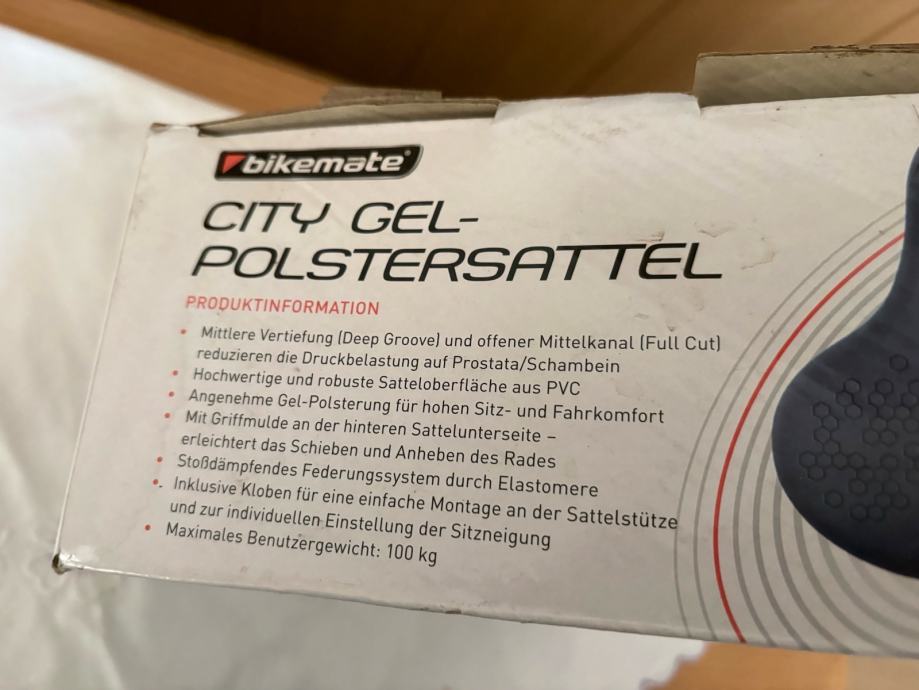 bikemate®
CITY GEL-
POLSTERSATTEL
PRODUKTINFORMATION
• Mittlere Vertiefung (Deep Groove) und offener Mittelkanal (Full Cut)
reduzieren die Druckbelastung auf Prostata/Schambein
• Hochwertige und robuste Satteloberfläche aus PVC
• Angenehme Gel-Polsterung für hohen Sitz- und Fahrkomfort
• Mit Griffmulde an der hinteren Sattelunterseite –
erleichtert das Schieben und Anheben des Rades
• Stoßdämpfendes Federungssystem durch Elastomere
• Inklusive Kloben für eine einfache Montage an der Sattelstütze
und zur individuellen Einstellung der Sitzneigung
• Maximales Benutzergewicht: 100 kg